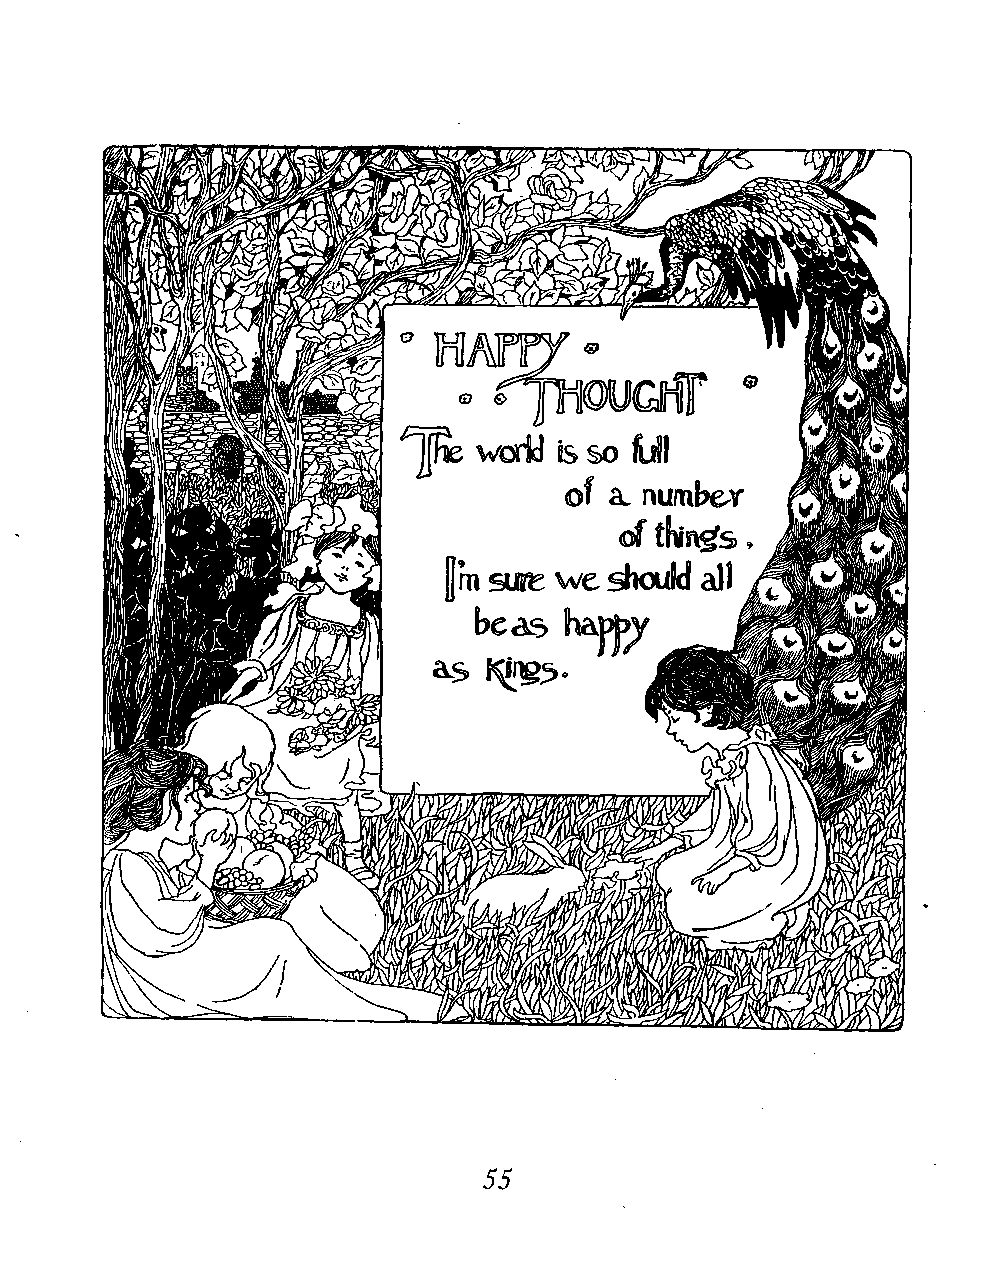 HAPPY
THOUGHT
The world is so full
of a number
of things,
I'm sure we should all
be as happy
as Kings.
55